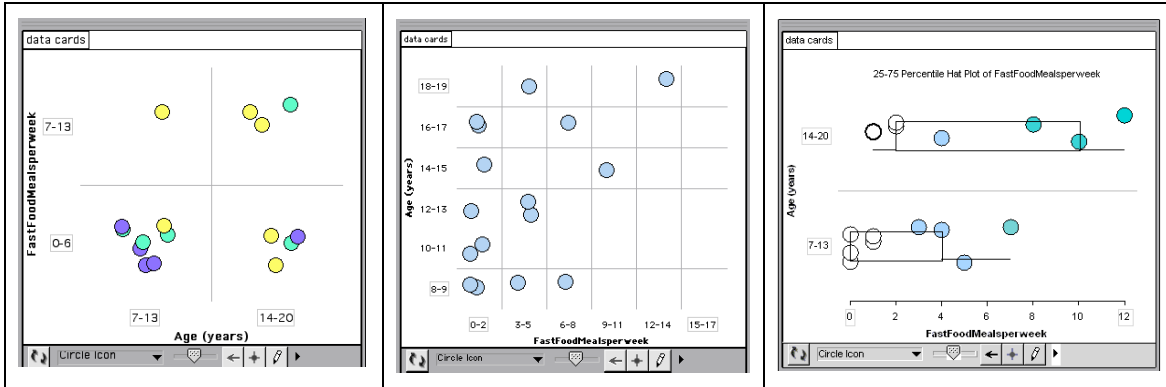 data cards
FastFoodMealsperweek
7-13
0-6
7-13 14-20
Age (years)
Circle Icon
data cards
Age (years)
18-19
16-17
14-15
12-13
10-11
8-9
0-2 3-5 6-8 9-11 12-14 15-17
FastFoodMealsperweek
Circle Icon
data cards
25-75 Percentile Hat Plot of FastFoodMealsperweek
Age (years)
14-20
7-13
0 2 4 6 8 10 12
FastFoodMealsperweek
Circle Icon